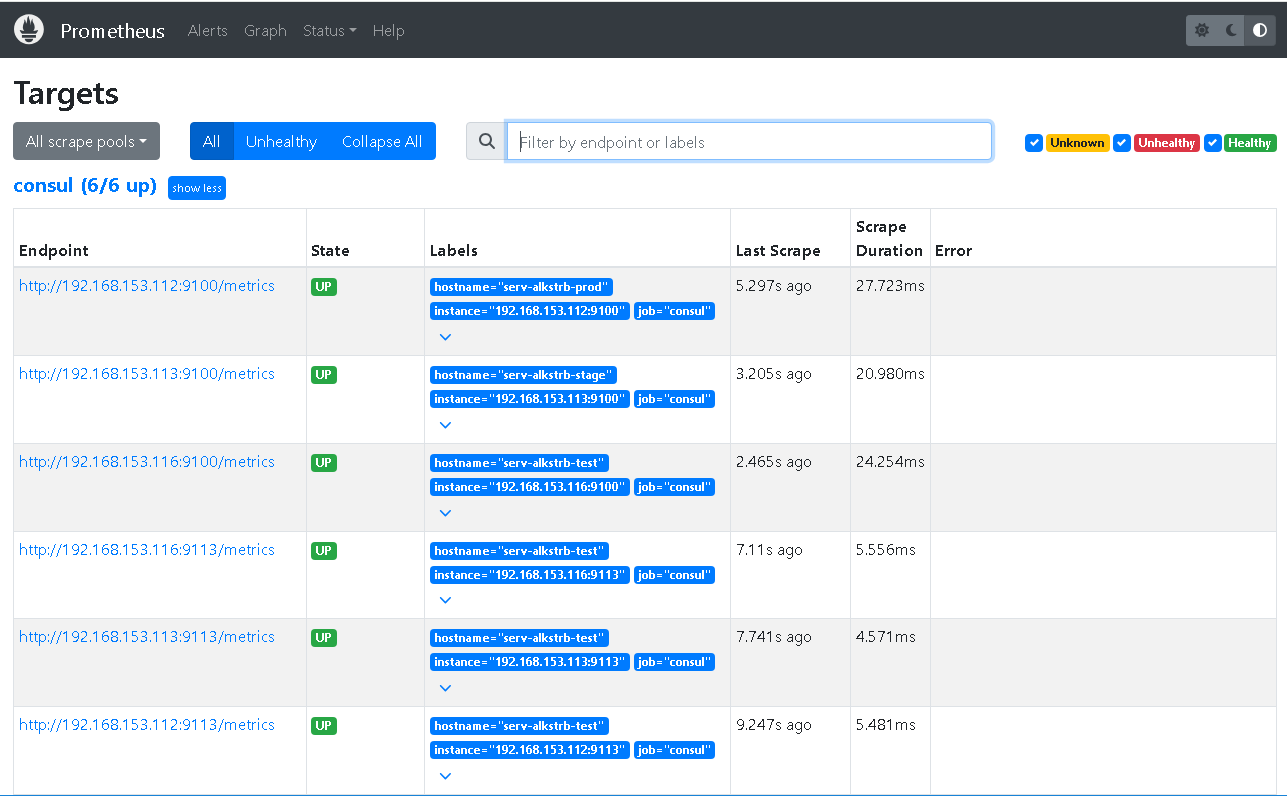 Prometheus Alerts Graph Status Help
Targets
All scrape pools All Unhealthy Collapse All Filter by endpoint or labels Unknown Unhealthy Healthy
consul (6/6 up) show less
Endpoint State Labels Last Scrape Scrape Duration Error
http://192.168.153.112:9100/metrics UP hostname="serv-alkstrb-prod" 5.297s ago 27.723ms
instance="192.168.153.112:9100" job="consul"
http://192.168.153.113:9100/metrics UP hostname="serv-alkstrb-stage" 3.205s ago 20.980ms
instance="192.168.153.113:9100" job="consul"
http://192.168.153.116:9100/metrics UP hostname="serv-alkstrb-test" 2.465s ago 24.254ms
instance="192.168.153.116:9100" job="consul"
http://192.168.153.116:9113/metrics UP hostname="serv-alkstrb-test" 7.11s ago 5.556ms
instance="192.168.153.116:9113" job="consul"
http://192.168.153.113:9113/metrics UP hostname="serv-alkstrb-test" 7.741s ago 4.571ms
instance="192.168.153.113:9113" job="consul"
http://192.168.153.112:9113/metrics UP hostname="serv-alkstrb-test" 9.247s ago 5.481ms
instance="192.168.153.112:9113" job="consul"